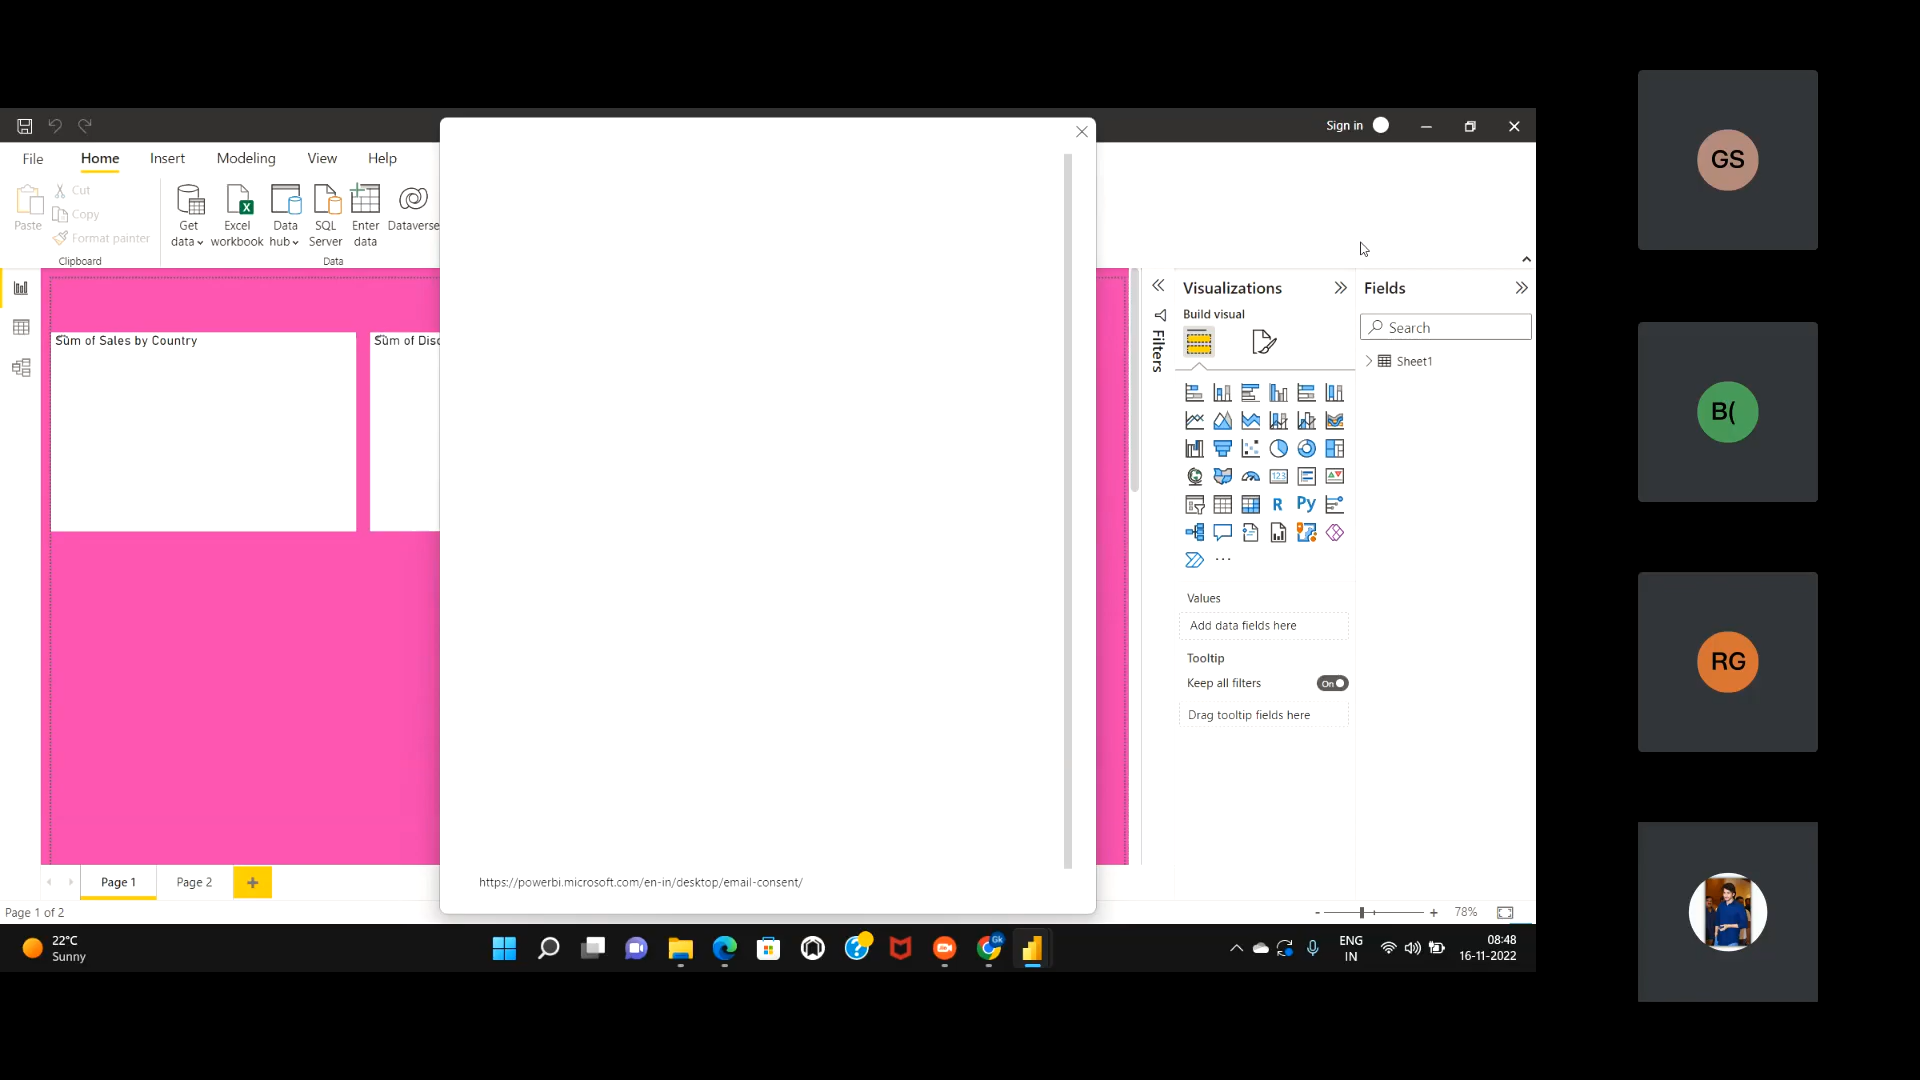 Sign in
File
Home
Insert
Modeling
View
Help
Paste
Cut
Copy
Format painter
Clipboard
Get
data
Excel
workbook
Data
hub
SQL
Server
Enter
data
Dataverse
Data
Sum of Sales by Country
Sum of Disc
https://powerbi.microsoft.com/en-in/desktop/email-consent/
Filters
Visualizations
Build visual
123
R
Py
...
Values
Add data fields here
Tooltip
Keep all filters
On
Drag tooltip fields here
Fields
Search
Sheet1
Page 1
Page 2
+
Page 1 of 2
- + 78%
22°C
Sunny
Gk
ENG
IN
08:48
16-11-2022
GS
B(
RG